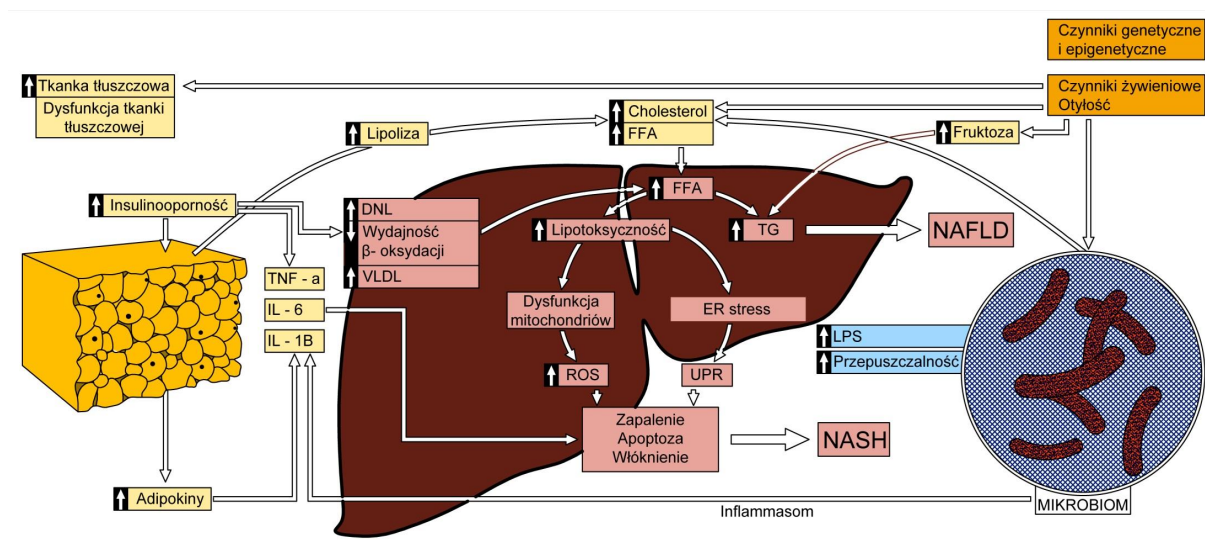 Czynniki genetyczne
i epigenetyczne
Tkanka tłuszczowa
Dysfunkcja tkanki
tłuszczowej
Czynniki żywieniowe
Otyłość
Lipoliza
Cholesterol
FFA
Fruktoza
Insulinooporność
DNL
Wydajność
β- oksydacji
VLDL
FFA
Lipotoksyczność
TG
NAFLD
TNF - a
IL - 6
IL - 1B
Dysfunkcja
mitochondriów
ER stress
LPS
Przepuszczalność
ROS
UPR
Zapalenie
Apoptoza
Włóknienie
NASH
Adipokiny
Inflammasom
MIKROBIOM